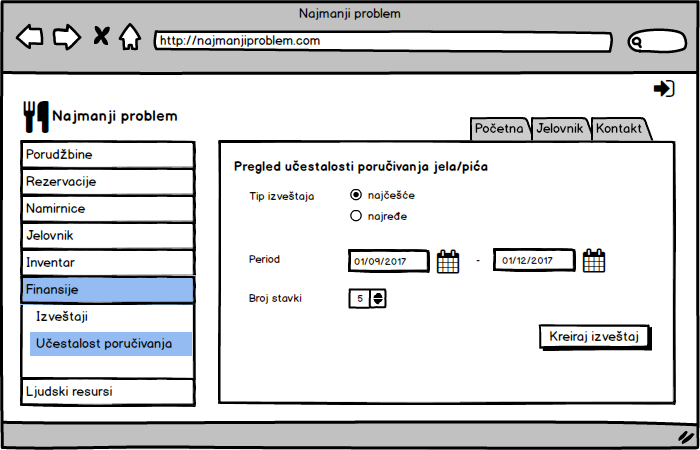 Najmanji problem
http://najmanjiproblem.com
Najmanji problem
Početna Jelovnik Kontakt
Porudžbine
Rezervacije
Namirnice
Jelovnik
Inventar
Finansije
Izveštaji
Učestalost poručivanja
Ljudski resursi
Pregled učestalosti poručivanja jela/pića
Tip izveštaja
najčešće
najređe
Period
01/09/2017 - 01/12/2017
Broj stavki
5
Kreiraj izveštaj